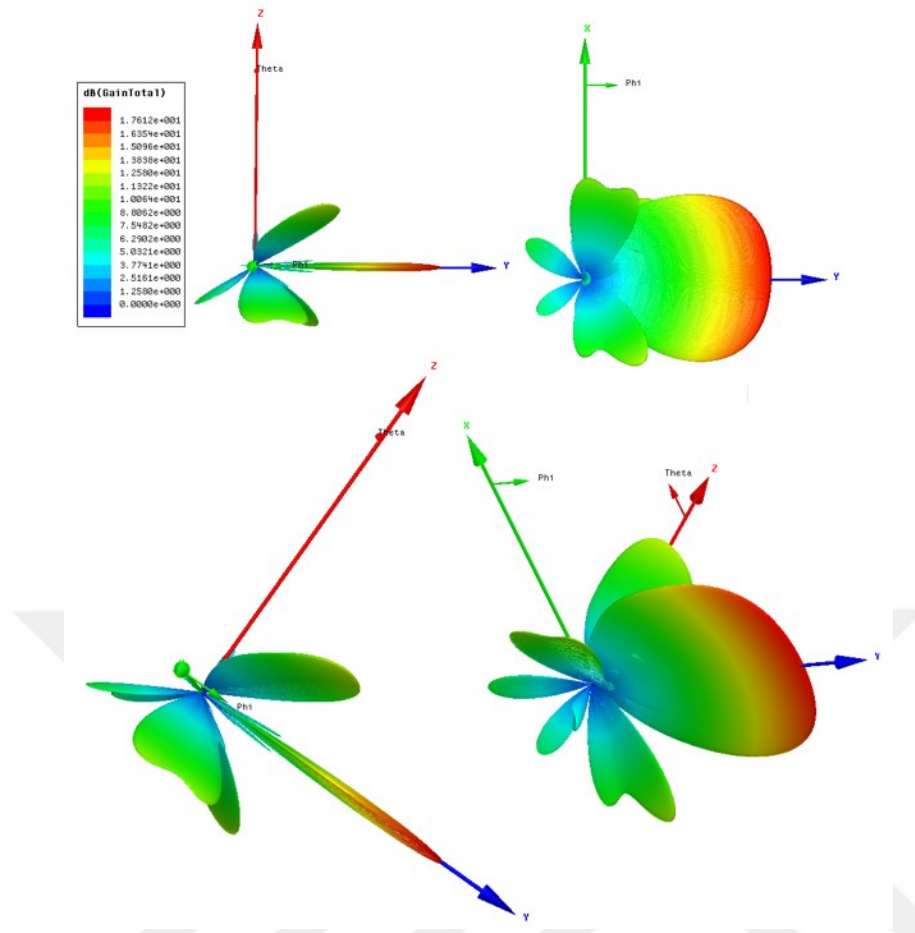 Z
Theta
dB(GainTotal)
1.7612e+001
1.6354e+001
1.5096e+001
1.3838e+001
1.2580e+001
1.1322e+001
1.0064e+001
8.8062e+000
7.5482e+000
6.2902e+000
5.0321e+000
3.7741e+000
2.5161e+000
1.2580e+000
0.0000e+000
Phi
Y
X
Phi
Y
Z
Theta
Phi
Y
X
Phi
Theta
Z
Y